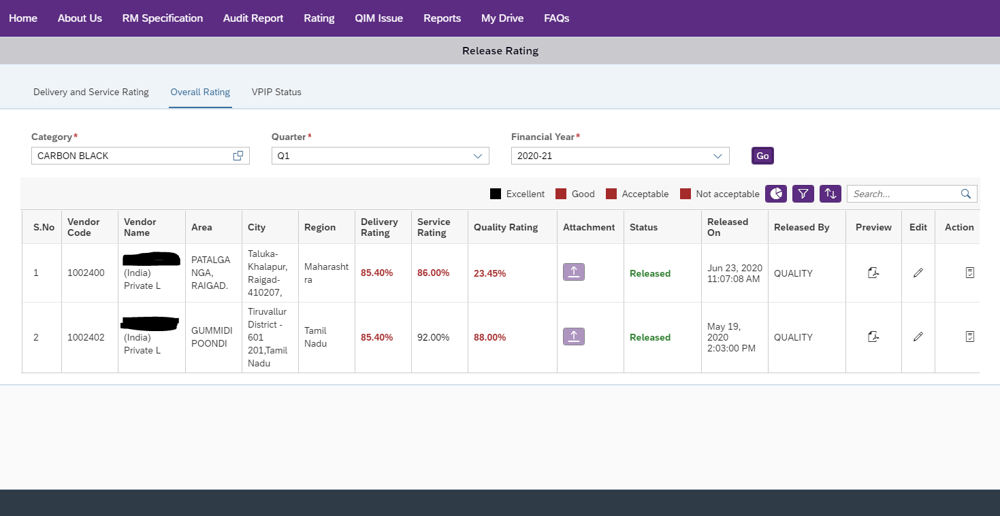 Home About Us RM Specification Audit Report Rating QIM Issue Reports My Drive FAQs
Release Rating
Delivery and Service Rating Overall Rating VPIP Status
Category* Quarter* Financial Year*
CARBON BLACK Q1 2020-21 Go
Excellent Good Acceptable Not acceptable Search...
S.No Vendor Code Vendor Name Area City Region Delivery Rating Service Rating Quality Rating Attachment Status Released On Released By Preview Edit Action
1 1002400 (India) Private L PATALGA NGA, RAIGAD. Taluka- Khalapur, Raigad- 410207, Maharasht ra 85.40% 86.00% 23.45% Released Jun 23, 2020 11:07:08 AM QUALITY
2 1002402 (India) Private L GUMMIDI POONDI Tiruvallur District - 601 201,Tamil Nadu Tamil Nadu 85.40% 92.00% 88.00% Released May 19, 2020 2:03:00 PM QUALITY